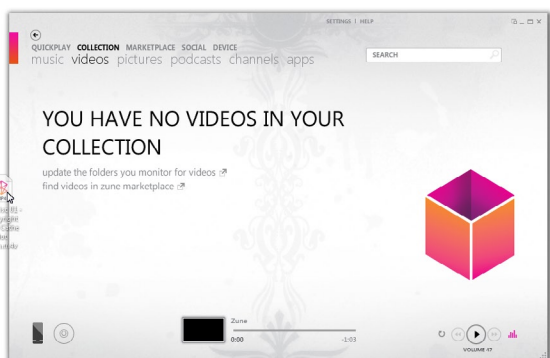 SETTINGS | HELP
QUICKPLAY COLLECTION MARKETPLACE SOCIAL DEVICE
music videos pictures podcasts channels apps
SEARCH
YOU HAVE NO VIDEOS IN YOUR
COLLECTION
update the folders you monitor for videos
find videos in zune marketplace
Zune
0:00 -1:03
VOLUME 47